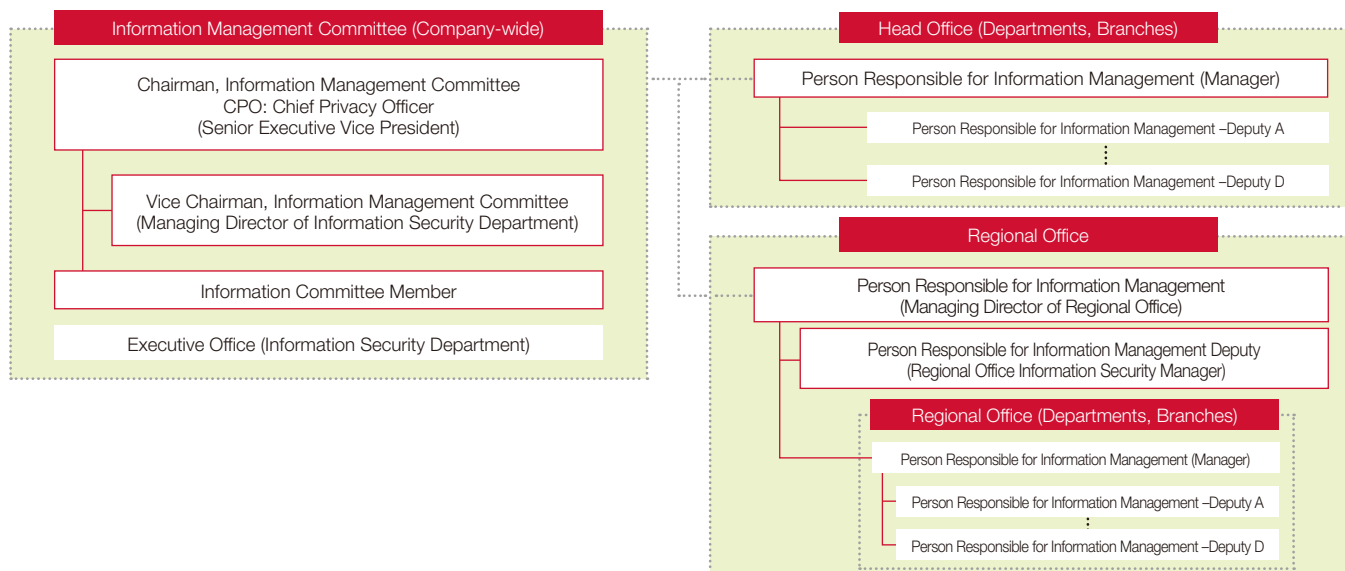 Information Management Committee (Company-wide)
Chairman, Information Management Committee
CPO: Chief Privacy Officer
(Senior Executive Vice President)
Vice Chairman, Information Management Committee
(Managing Director of Information Security Department)
Information Committee Member
Executive Office (Information Security Department)
Head Office (Departments, Branches)
Person Responsible for Information Management (Manager)
Person Responsible for Information Management –Deputy A
Person Responsible for Information Management –Deputy D
Regional Office
Person Responsible for Information Management
(Managing Director of Regional Office)
Person Responsible for Information Management Deputy
(Regional Office Information Security Manager)
Regional Office (Departments, Branches)
Person Responsible for Information Management (Manager)
Person Responsible for Information Management –Deputy A
Person Responsible for Information Management –Deputy D